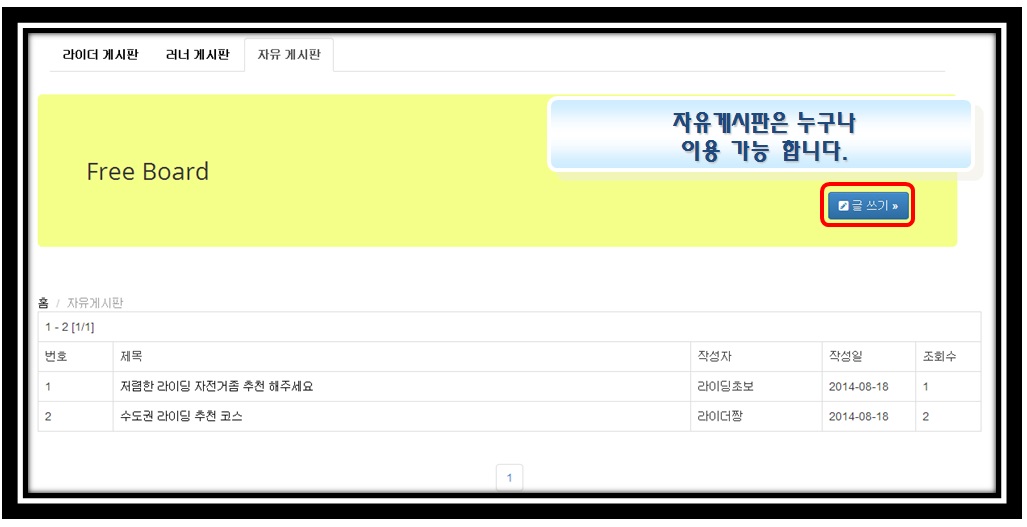 라이더 게시판 러너 게시판 자유 게시판
자유게시판은 누구나
이용 가능 합니다.
Free Board
글 쓰기 »
홈 / 자유게시판
1 - 2 [1/1]
번호 제목 작성자 작성일 조회수
1 저렴한 라이딩 자전거좀 추천 해주세요 라이딩초보 2014-08-18 1
2 수도권 라이딩 추천 코스 라이더짱 2014-08-18 2
1